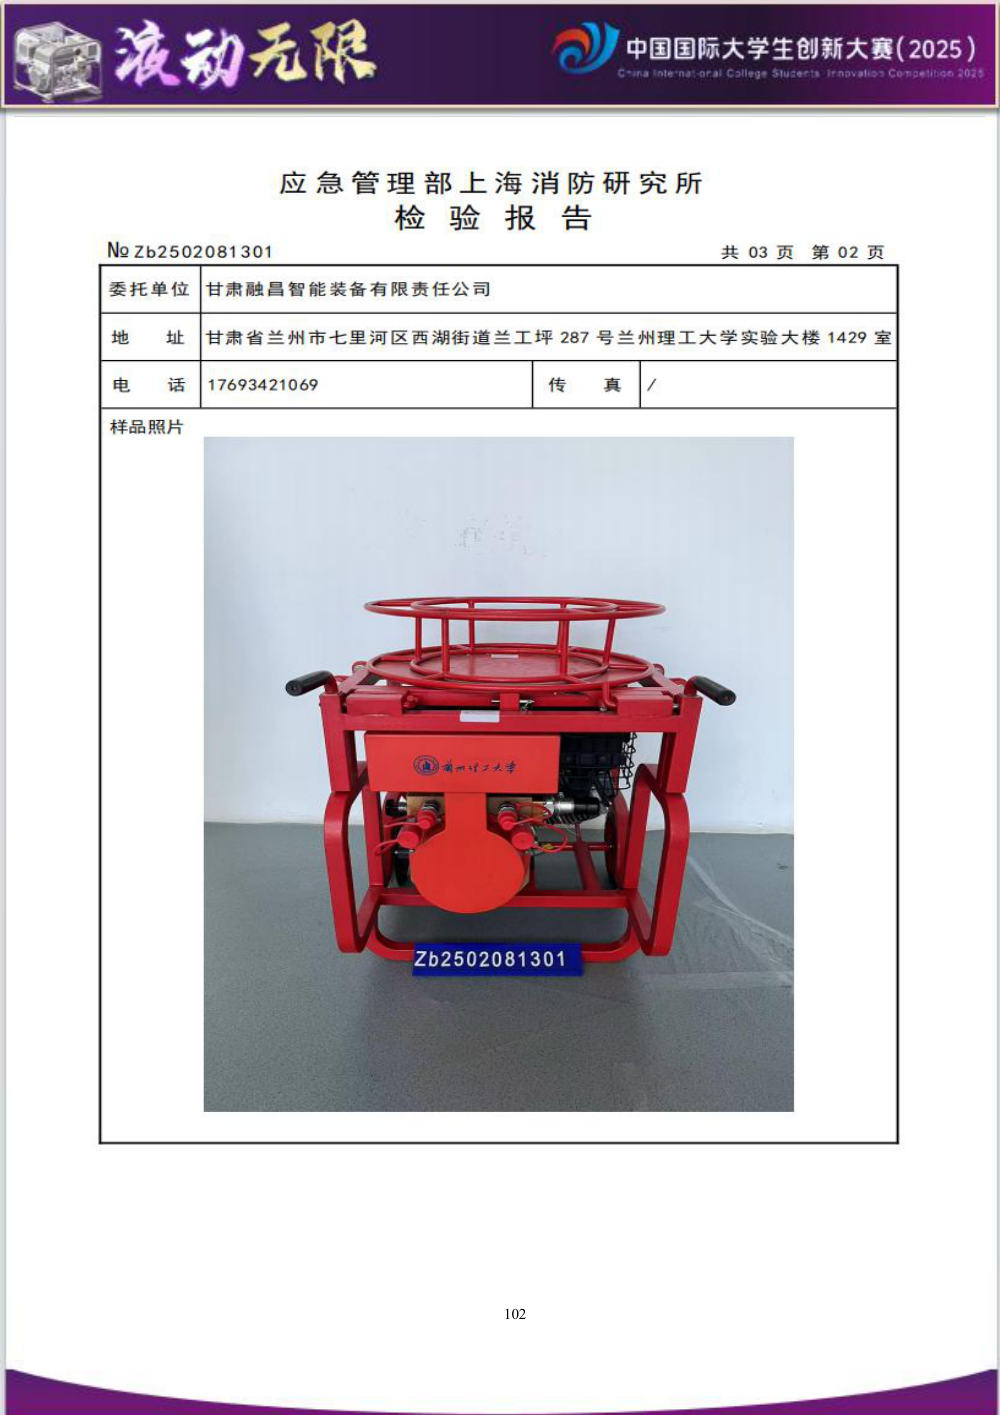 液动无限
中国国际大学生创新大赛(2025)
China International College Students Innovation Competition 2025
应急管理部上海消防研究所
检验报告
№ Zb2502081301 共 03 页 第 02 页
委托单位 甘肃融昌智能装备有限责任公司
地 址 甘肃省兰州市七里河区西湖街道兰工坪 287 号兰州理工大学实验大楼 1429 室
电 话 17693421069 传 真 /
样品照片
兰州理工大学
Zb2502081301
102